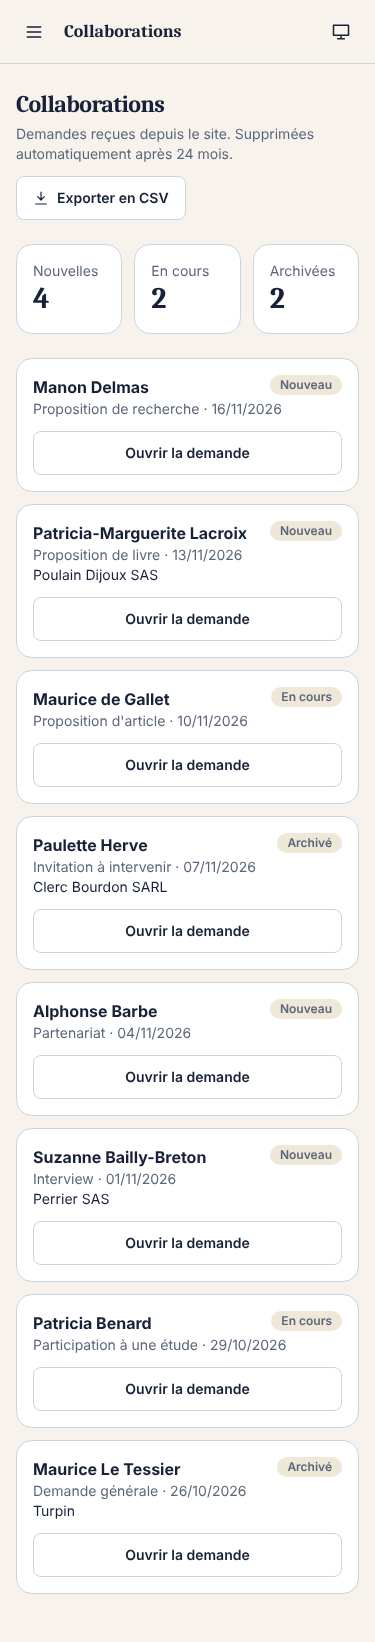 Collaborations
Collaborations
Demandes reçues depuis le site. Supprimées
automatiquement après 24 mois.
Exporter en CSV
Nouvelles
4
En cours
2
Archivées
2
Manon Delmas
Nouveau
Proposition de recherche · 16/11/2026
Ouvrir la demande
Patricia-Marguerite Lacroix
Nouveau
Proposition de livre · 13/11/2026
Poulain Dijoux SAS
Ouvrir la demande
Maurice de Gallet
En cours
Proposition d'article · 10/11/2026
Ouvrir la demande
Paulette Herve
Archivé
Invitation à intervenir · 07/11/2026
Clerc Bourdon SARL
Ouvrir la demande
Alphonse Barbe
Nouveau
Partenariat · 04/11/2026
Ouvrir la demande
Suzanne Bailly-Breton
Nouveau
Interview · 01/11/2026
Perrier SAS
Ouvrir la demande
Patricia Benard
En cours
Participation à une étude · 29/10/2026
Ouvrir la demande
Maurice Le Tessier
Archivé
Demande générale · 26/10/2026
Turpin
Ouvrir la demande